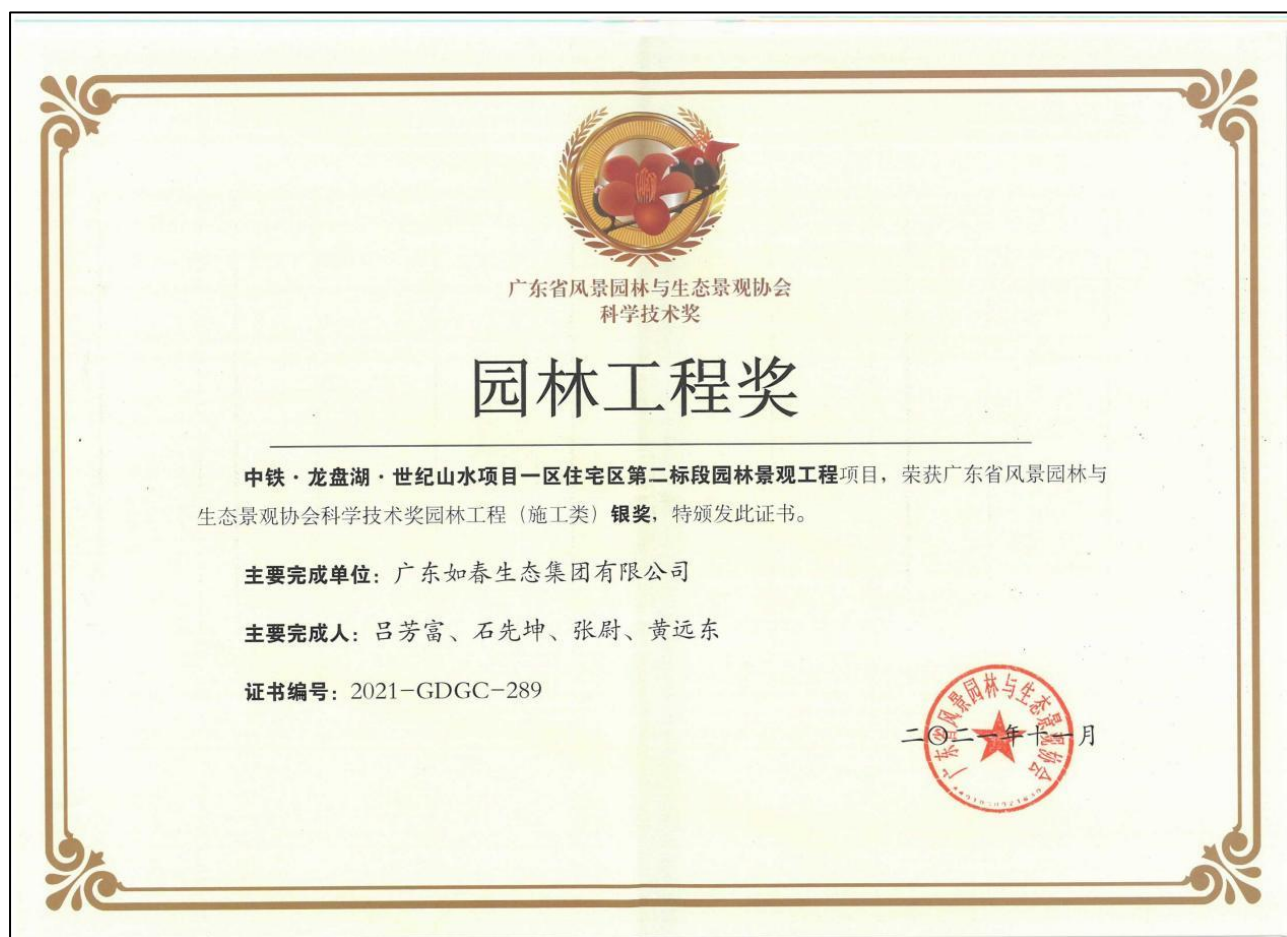 广东省风景园林与生态景观协会
科学技术奖
园林工程奖
中铁·龙盘湖·世纪山水项目一区住宅区第二标段园林景观工程项目，荣获广东省风景园林与
生态景观协会科学技术奖园林工程（施工类）银奖，特颁发此证书。
主要完成单位：广东如春生态集团有限公司
主要完成人：吕芳富、石先坤、张尉、黄远东
证书编号：2021-GDGC-289
广东省风景园林与生态景观协会
二〇二一年十一月